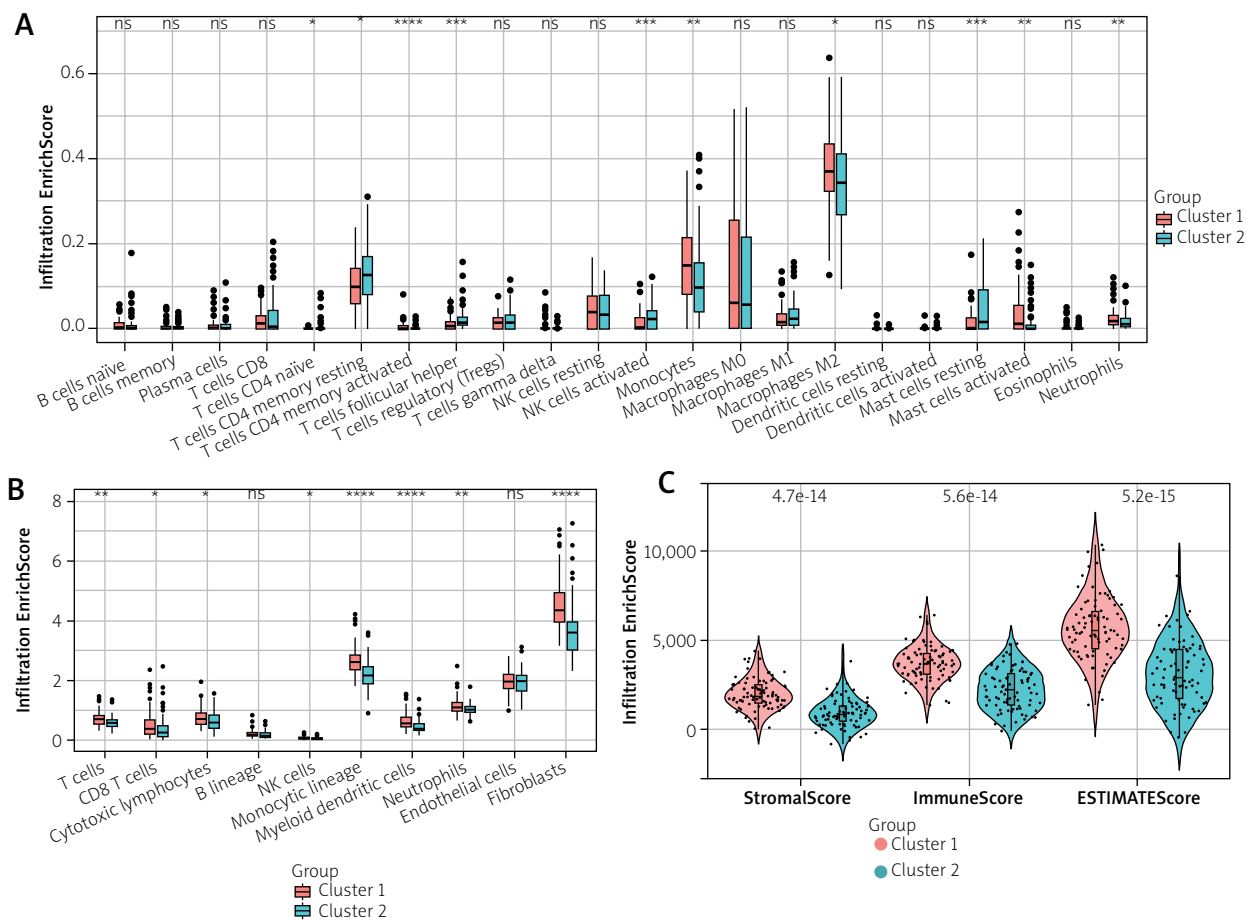 A
ns ns ns ns * * **** *** ns ns ns *** ** ns ns * ns ns *** ** ns **
Infiltration EnrichScore
0.6
0.4
0.2
0.0
B cells naïve
B cells memory
Plasma cells
T cells CD8
T cells CD4 naïve
T cells CD4 memory resting
T cells CD4 memory activated
T cells follicular helper
T cells regulatory (Tregs)
T cells gamma delta
NK cells resting
NK cells activated
Monocytes
Macrophages M0
Macrophages M1
Macrophages M2
Dendritic cells resting
Dendritic cells activated
Mast cells resting
Mast cells activated
Eosinophils
Neutrophils
Group
Cluster 1
Cluster 2
B
** * * ns * **** **** ** ns ****
Infiltration EnrichScore
8
6
4
2
0
T cells
CD8 T cells
Cytotoxic lymphocytes
B lineage
NK cells
Monocytic lineage
Myeloid dendritic cells
Neutrophils
Endothelial cells
Fibroblasts
Group
Cluster 1
Cluster 2
C
4.7e-14 5.6e-14 5.2e-15
Infiltration EnrichScore
10,000
5,000
0
StromalScore ImmuneScore ESTIMATEScore
Group
Cluster 1
Cluster 2